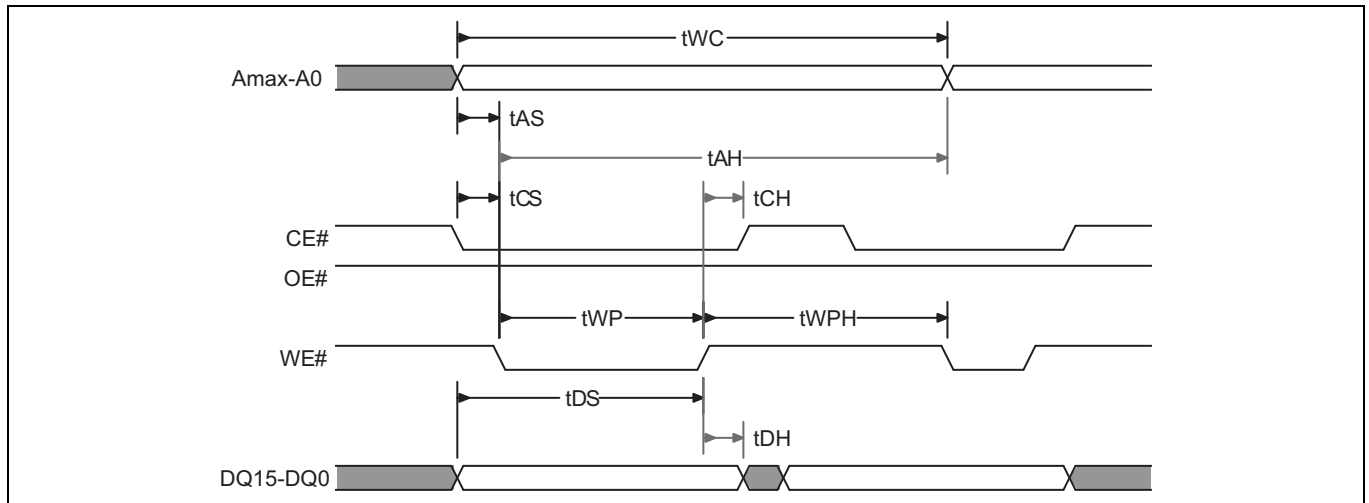 tWC
Amax-A0
tAS
tAH
tCS
tCH
CE#
OE#
tWP
tWPH
WE#
tDS
tDH
DQ15-DQ0